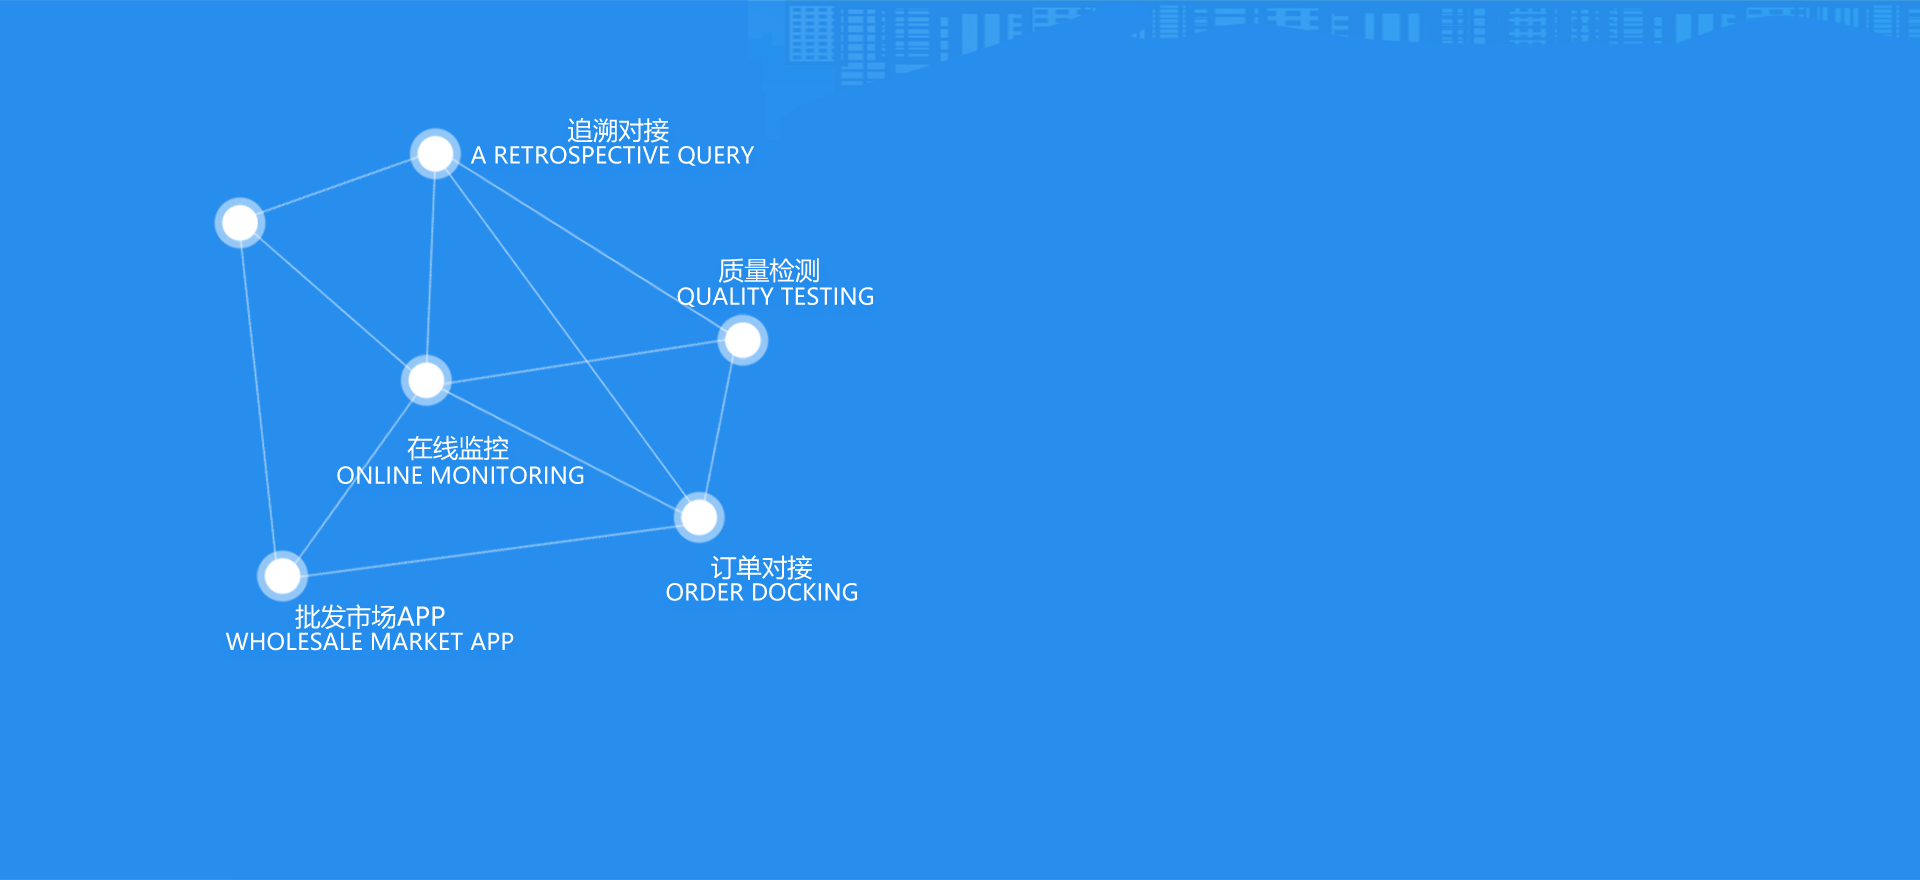 追溯对接
A RETROSPECTIVE QUERY
质量检测
QUALITY TESTING
在线监控
ONLINE MONITORING
订单对接
ORDER DOCKING
批发市场APP
WHOLESALE MARKET APP